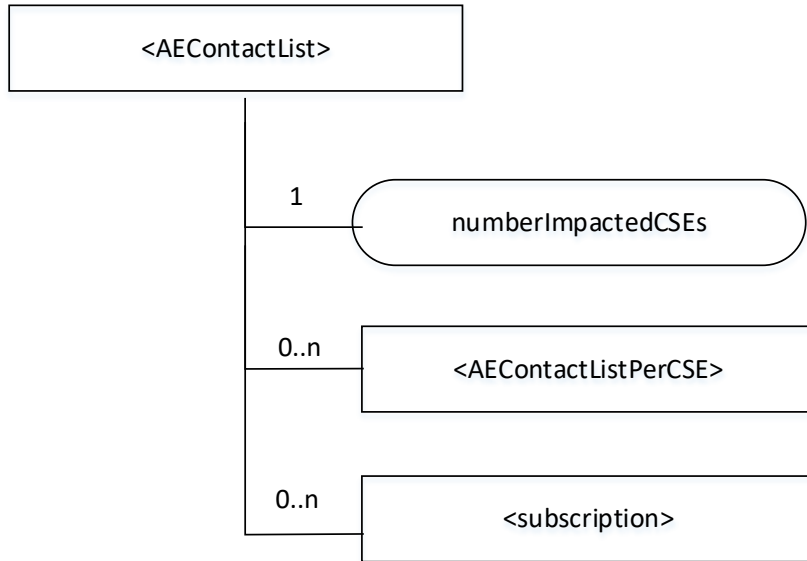 <AEContactList>
1
numberImpactedCSEs
0..n
<AEContactListPerCSE>
0..n
<subscription>